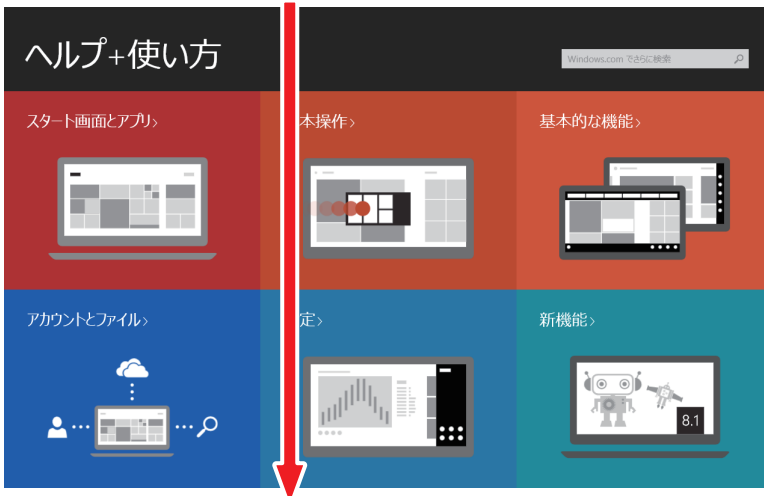 ヘルプ+使い方
Windows.com でさらに検索
スタート画面とアプリ›
本操作›
基本的な機能›
アカウントとファイル›
定›
新機能›
8.1